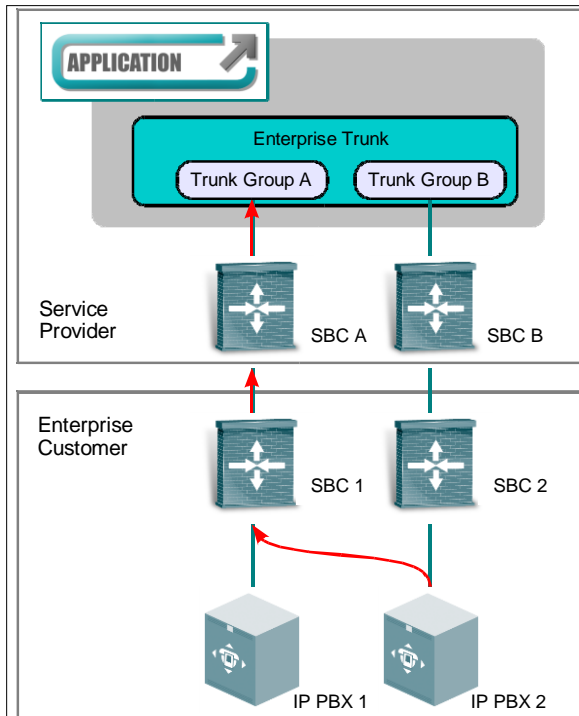 APPLICATION
Enterprise Trunk
Trunk Group A
Trunk Group B
Service
Provider
SBC A
SBC B
Enterprise
Customer
SBC 1
SBC 2
IP PBX 1
IP PBX 2